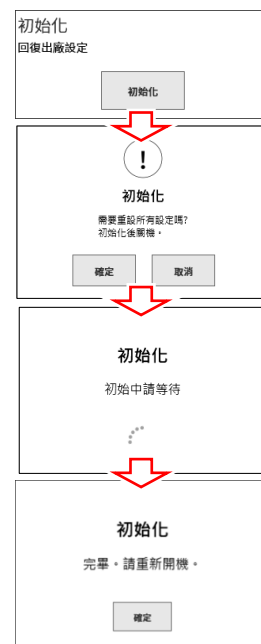 初始化
回復出廠設定
初始化
!
初始化
需要重設所有設定嗎?
初始化後關機。
確定 取消
初始化
初始中請等待
初始化
完畢。請重新開機。
確定